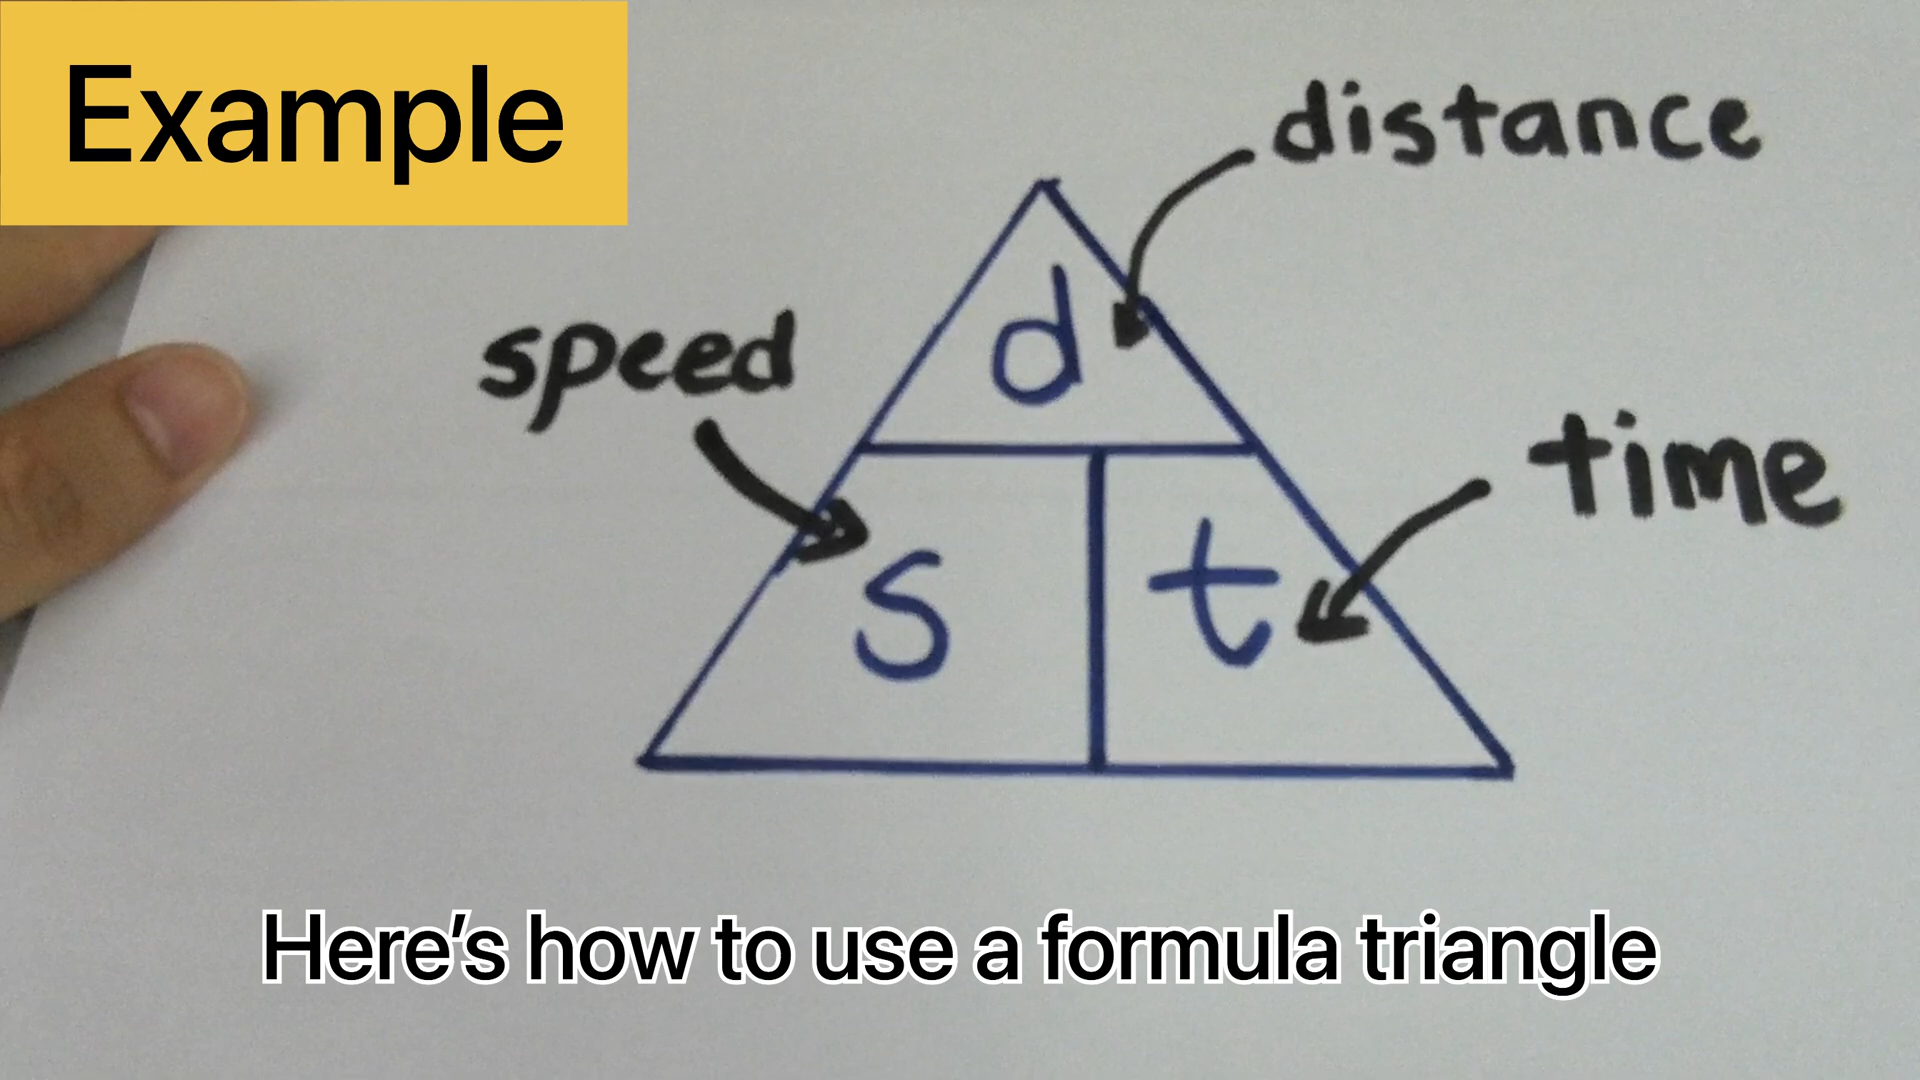 Example
distance
d
speed
time
s
t
Here's how to use a formula triangle